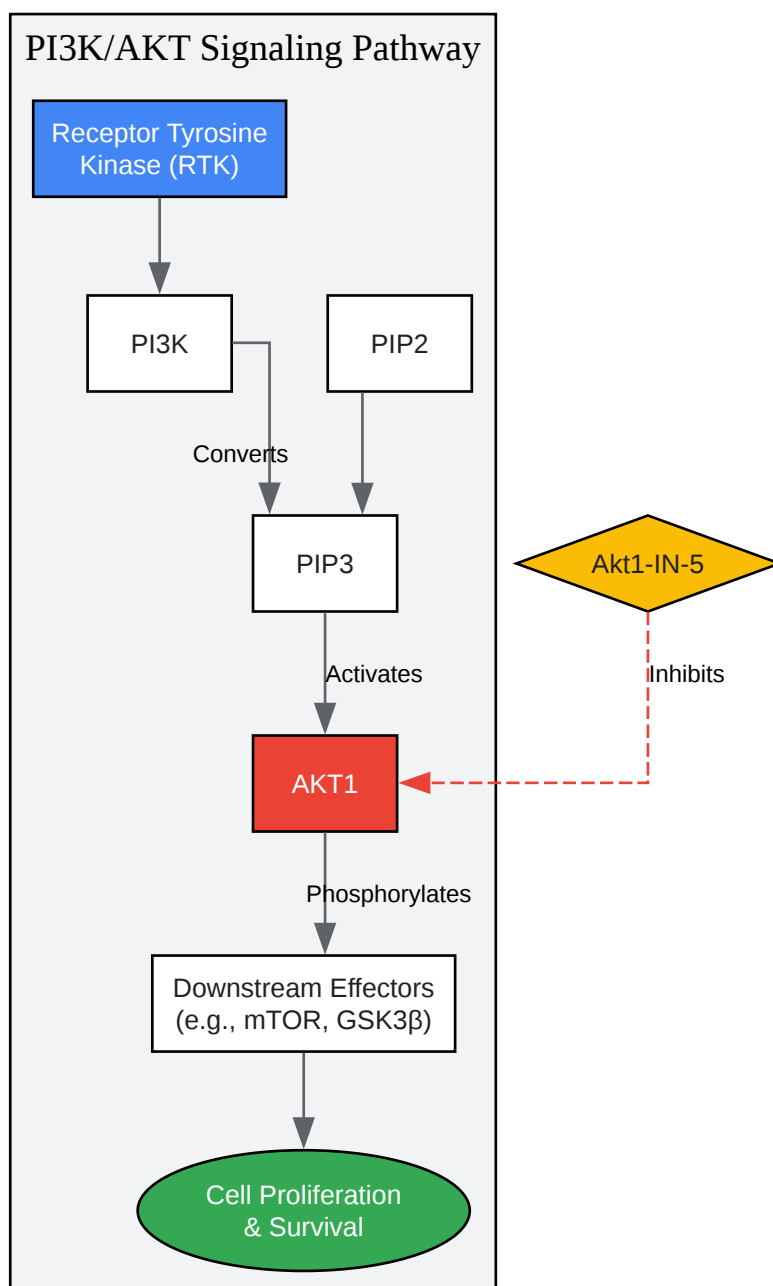 PI3K/AKT Signaling Pathway
Receptor Tyrosine
Kinase (RTK)
PI3K
PIP2
Converts
PIP3
Akt1-IN-5
Activates
Inhibits
AKT1
Phosphorylates
Downstream Effectors
(e.g., mTOR, GSK3β)
Cell Proliferation
& Survival